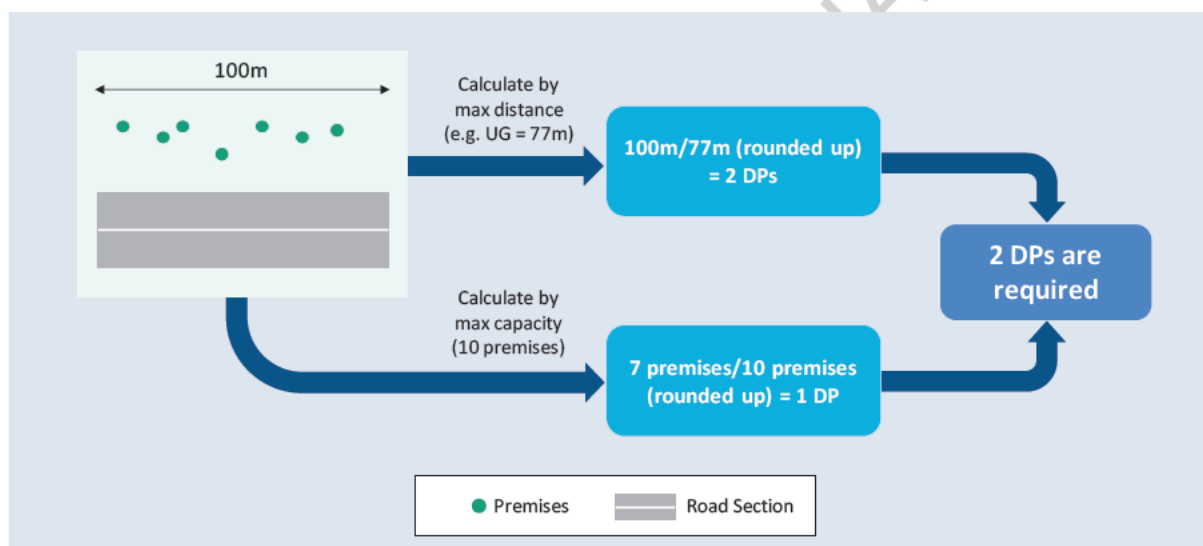 100m
Calculate by
max distance
(e.g. UG = 77m)
100m/77m (rounded up)
= 2 DPs
2 DPs are
required
Calculate by
max capacity
(10 premises)
7 premises/10 premises
(rounded up) = 1 DP
Premises
Road Section